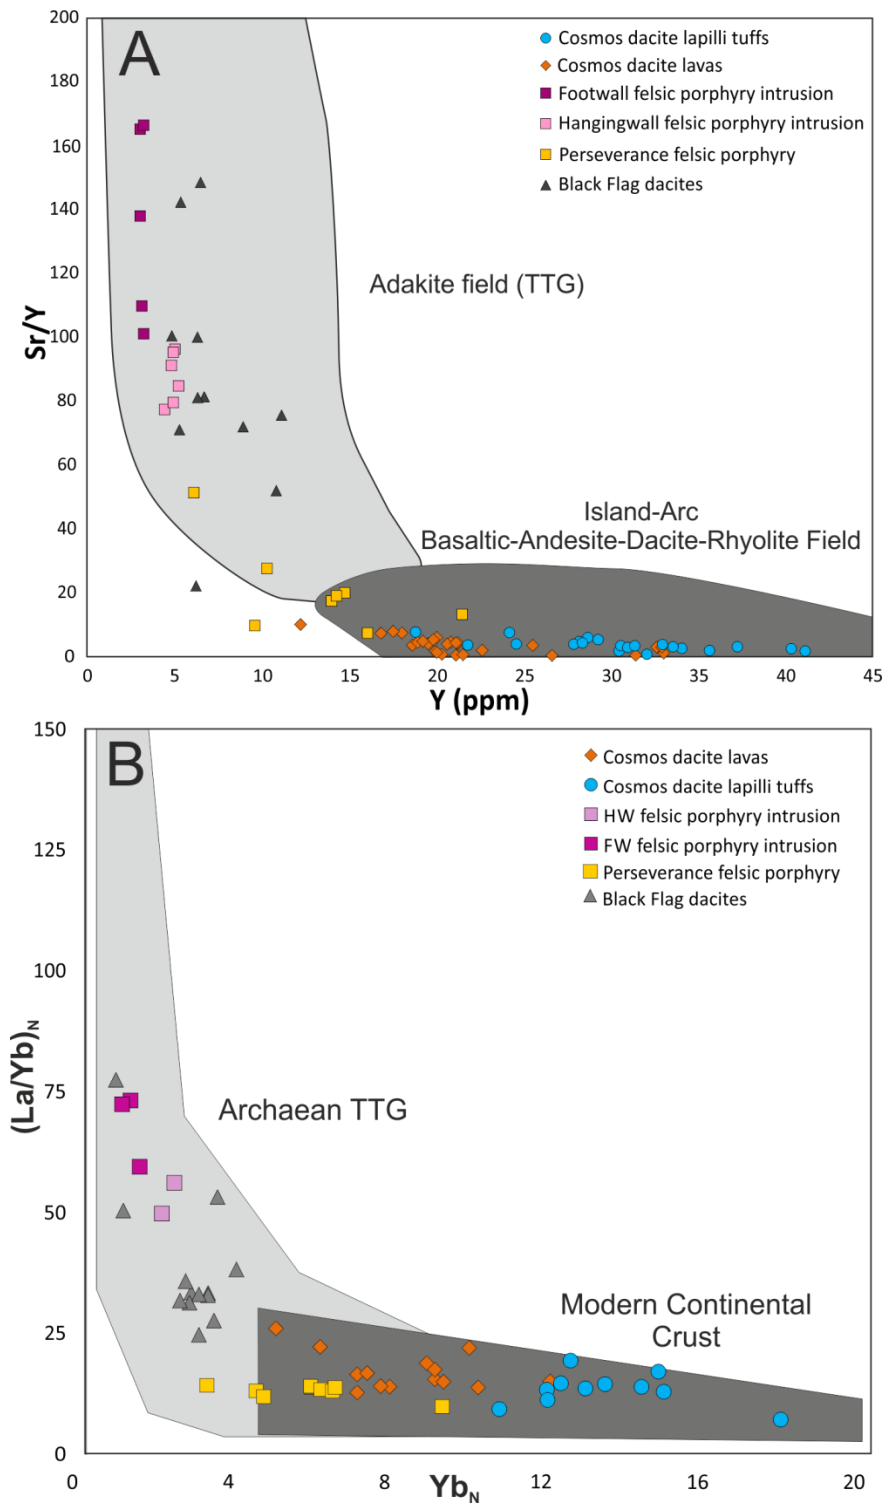 A
Cosmos dacite lapilli tuffs
Cosmos dacite lavas
Footwall felsic porphyry intrusion
Hangingwall felsic porphyry intrusion
Perseverance felsic porphyry
Black Flag dacites
Adakite field (TTG)
Island-Arc
Basaltic-Andesite-Dacite-Rhyolite Field
Sr/Y
200
180
160
140
120
100
80
60
40
20
0
0 5 10 15 20 25 30 35 40 45
Y (ppm)
B
Cosmos dacite lavas
Cosmos dacite lapilli tuffs
HW felsic porphyry intrusion
FW felsic porphyry intrusion
Perseverance felsic porphyry
Black Flag dacites
Archaean TTG
Modern Continental
Crust
(La/Yb)N
150
125
100
75
50
25
0
0 4 8 12 16 20
YbN